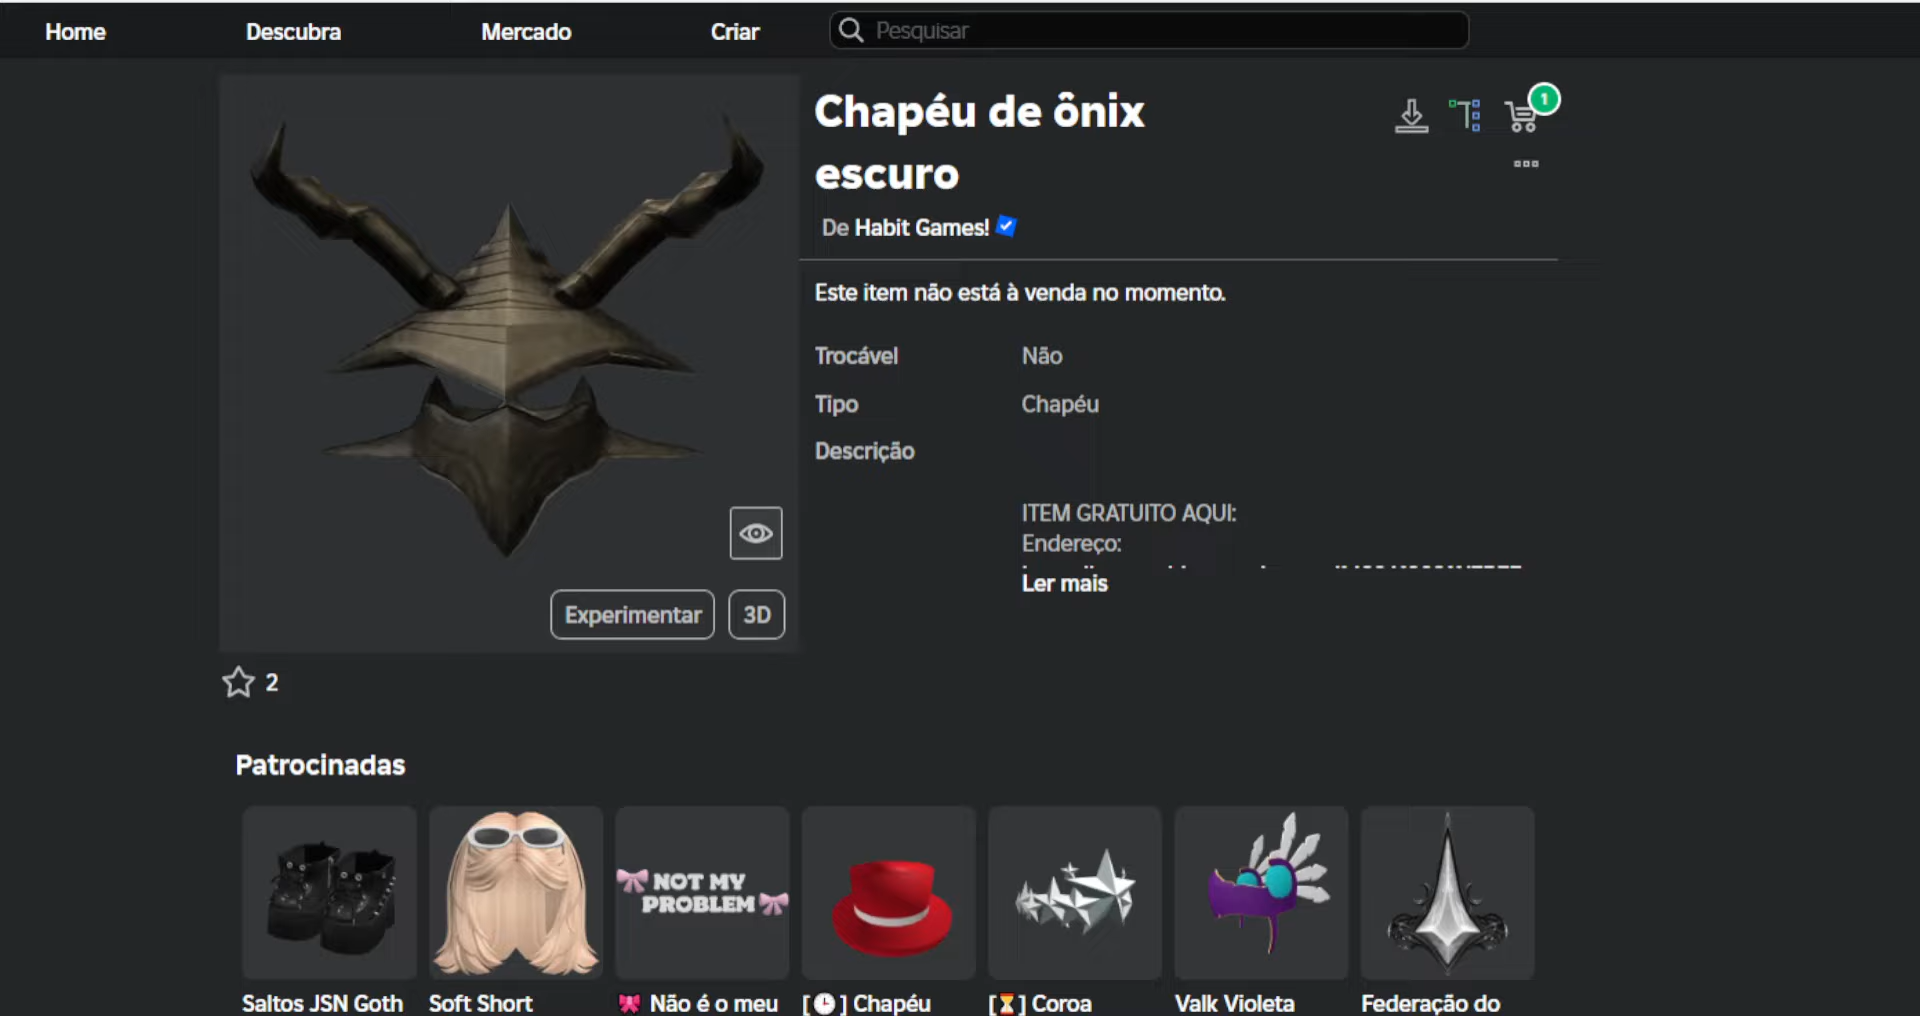 Home Descubra Mercado Criar Pesquisar
Chapéu de ônix
escuro
1
De Habit Games!
Este item não está à venda no momento.
Trocável Não
Tipo Chapéu
Descrição
ITEM GRATUITO AQUI:
Endereço:
Ler mais
Experimentar 3D
2
Patrocinadas
NOT MY
PROBLEM
Saltos JSN Goth
Soft Short
🎀 Não é o meu
[🕒] Chapéu
[⏳] Coroa
Valk Violeta
Federação do